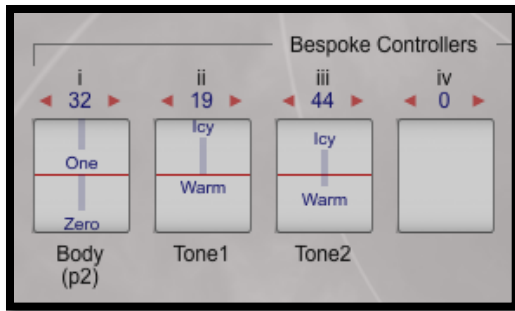 Bespoke Controllers
i ii iii iv
◄ 32 ► ◄ 19 ► ◄ 44 ► ◄ 0 ►
Icy
Icy
One
Warm
Warm
Zero
Body Tone1 Tone2
(p2)